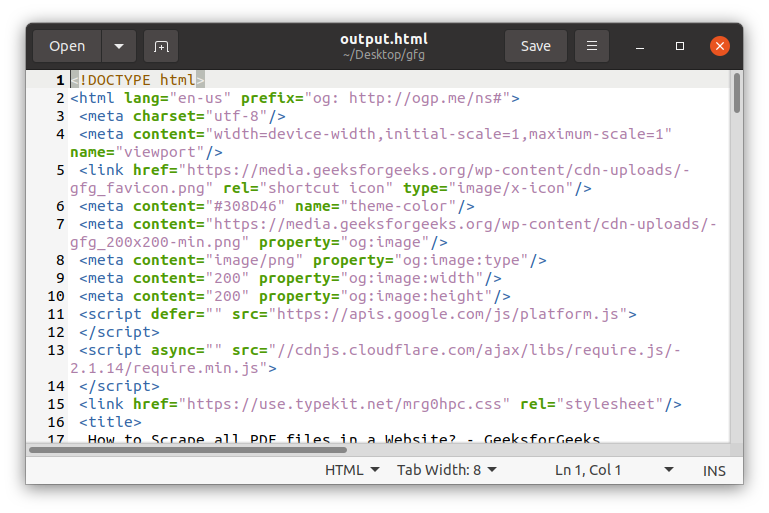 Open
output.html
~/Desktop/gfg
Save
1 <!DOCTYPE html>
2 <html lang="en-us" prefix="og: http://ogp.me/ns#">
3 <meta charset="utf-8"/>
4 <meta content="width=device-width,initial-scale=1,maximum-scale=1"
name="viewport"/>
5 <link href="https://media.geeksforgeeks.org/wp-content/cdn-uploads/-
gfg_favicon.png" rel="shortcut icon" type="image/x-icon"/>
6 <meta content="#308D46" name="theme-color"/>
7 <meta content="https://media.geeksforgeeks.org/wp-content/cdn-uploads/-
gfg_200x200-min.png" property="og:image"/>
8 <meta content="image/png" property="og:image:type"/>
9 <meta content="200" property="og:image:width"/>
10 <meta content="200" property="og:image:height"/>
11 <script defer="" src="https://apis.google.com/js/platform.js">
12 </script>
13 <script async="" src="//cdnjs.cloudflare.com/ajax/libs/require.js/-
2.1.14/require.min.js">
14 </script>
15 <link href="https://use.typekit.net/mrg0hpc.css" rel="stylesheet"/>
16 <title>
17 How to Scrape all PDF files in a Website? - GeeksforGeeks
HTML Tab Width: 8 Ln 1, Col 1 INS